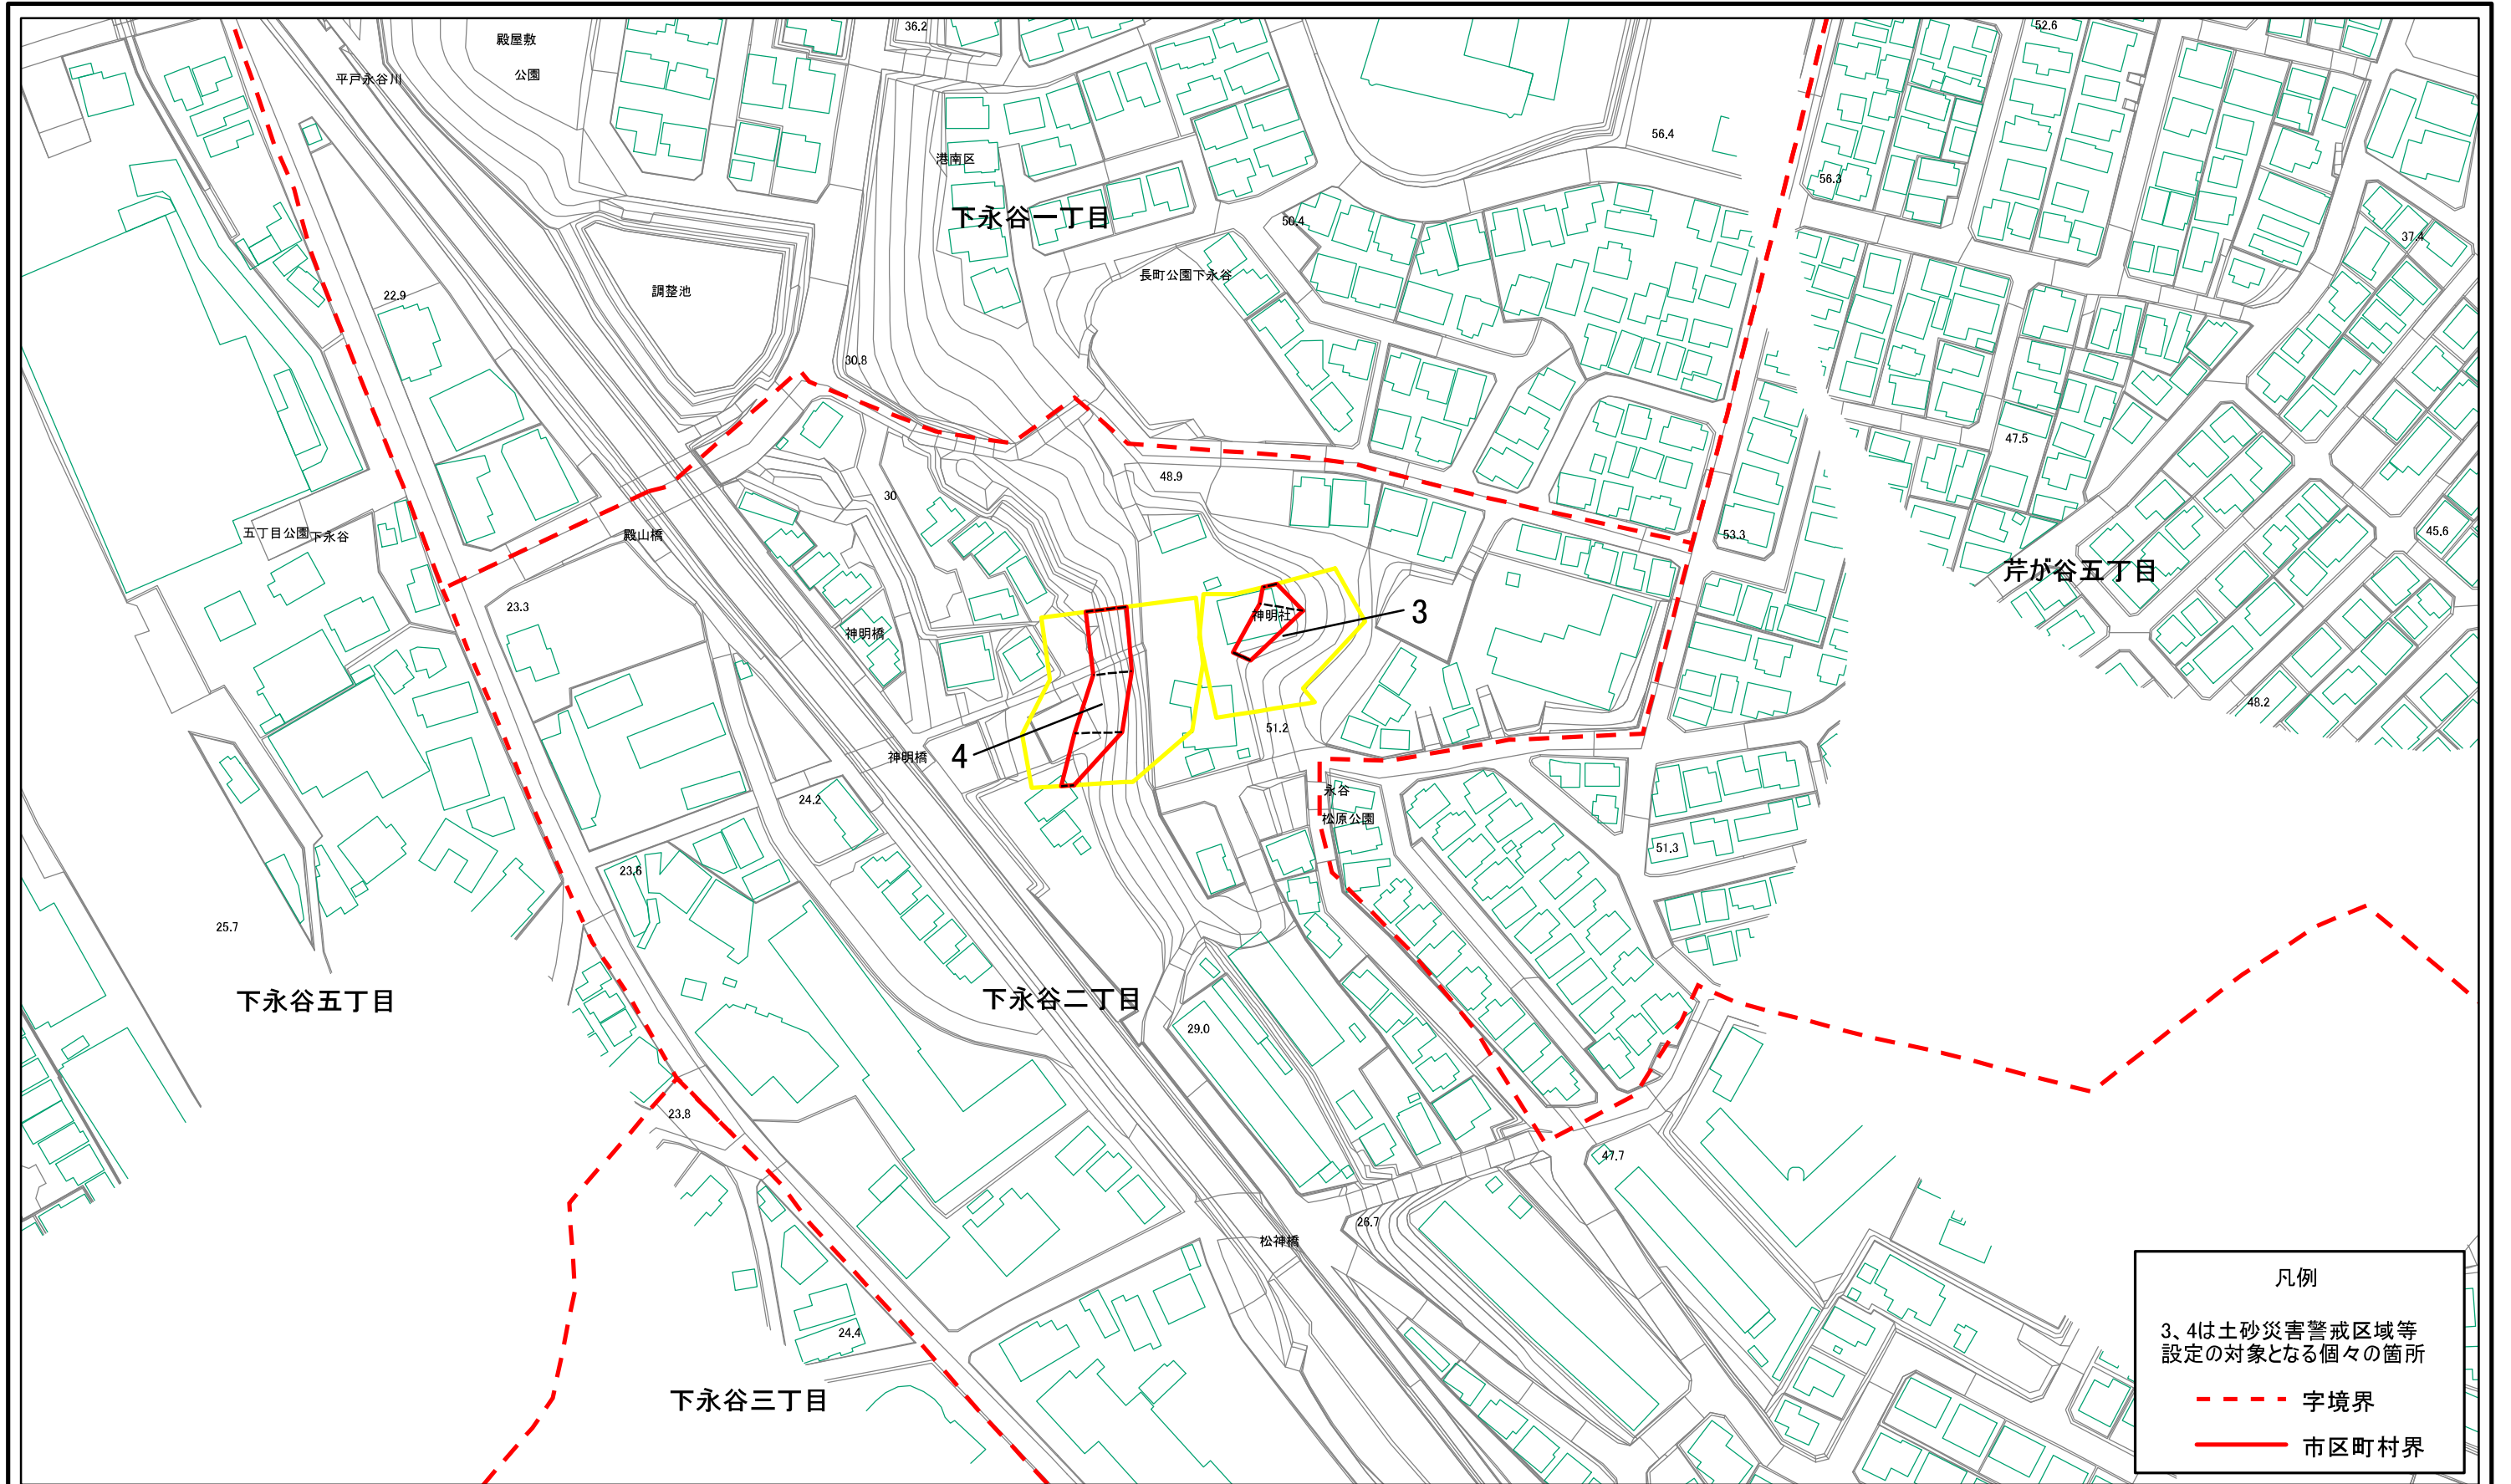 殿屋敷
公園
平戸永谷川
36.2
52.6
56.4
港南区
56.3
下永谷一丁目
50.4
37.4
長町公園下永谷
調整池
22.9
30.8
47.5
48.9
30
五丁目公園下永谷
殿山橋
53.3
45.6
芹が谷五丁目
23.3
神明社
3
神明橋
48.2
51.2
4
神明橋
永谷
24.2
松原公園
51.3
23.6
25.7
下永谷五丁目
下永谷二丁目
29.0
23.8
47.7
26.7
松神橋
24.4
下永谷三丁目
凡例
3、4は土砂災害警戒区域等
設定の対象となる個々の箇所
字境界
市区町村界